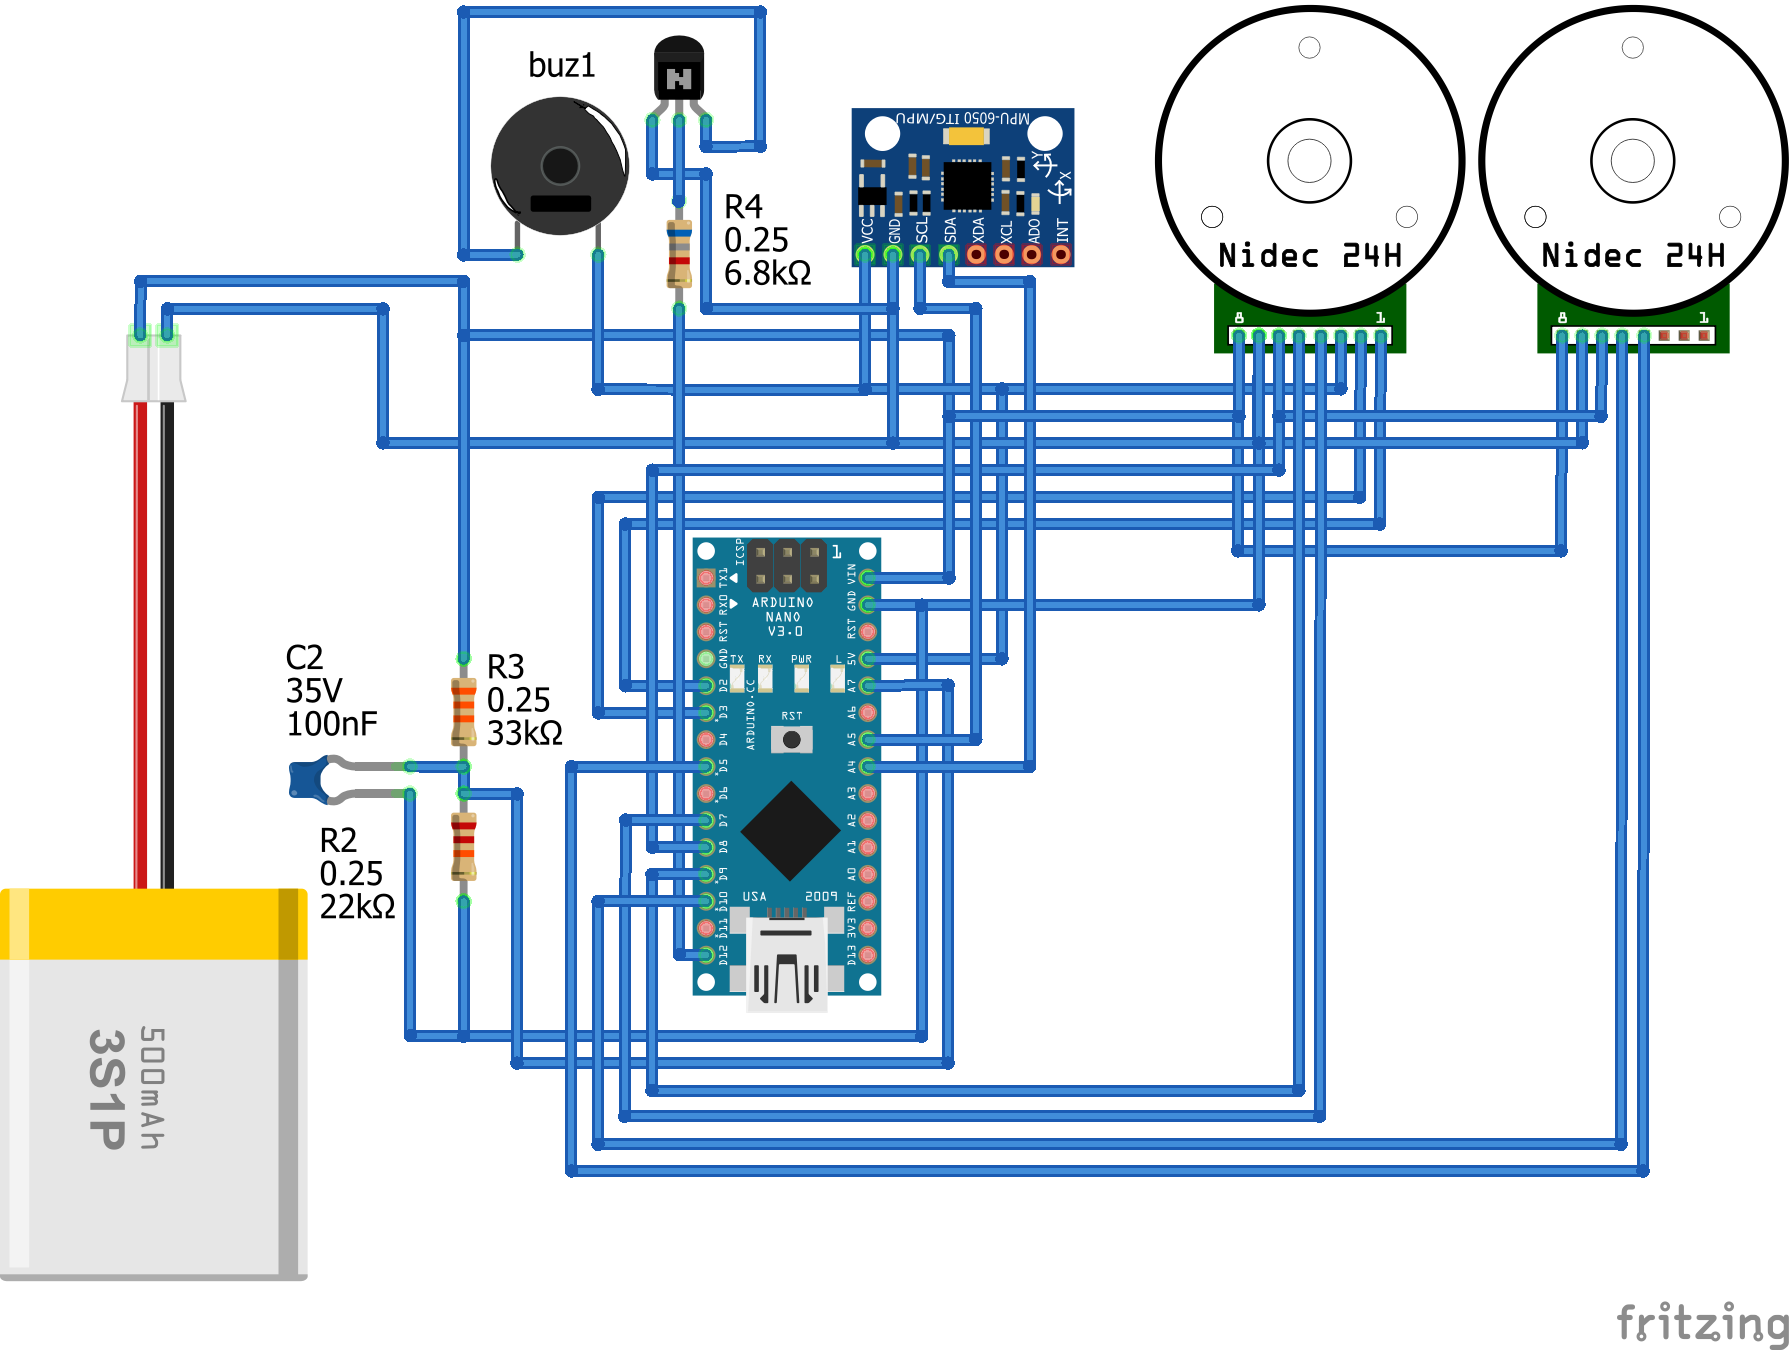 buz1
N
R4
0.25
6.8kΩ
MPU-6050 ITG/MPU
Y
X
VCC
GND
SCL
SDA
XDA
XCL
ADO
INT
Nidec 24H
8
1
Nidec 24H
8
1
ICSP
1
ARDUINO
NANO
V3.0
TX1
RX0
RST
GND
D2
D3
D4
D5
D6
D7
D8
D9
D10
D11
D12
VIN
GND
RST
5V
A7
A6
A5
A4
A3
A2
A1
A0
REF
3V3
D13
TX
RX
PWR
L
ARDUINO.CC
RST
USA
2009
C2
35V
100nF
R3
0.25
33kΩ
R2
0.25
22kΩ
500mAh
3S1P
fritzing